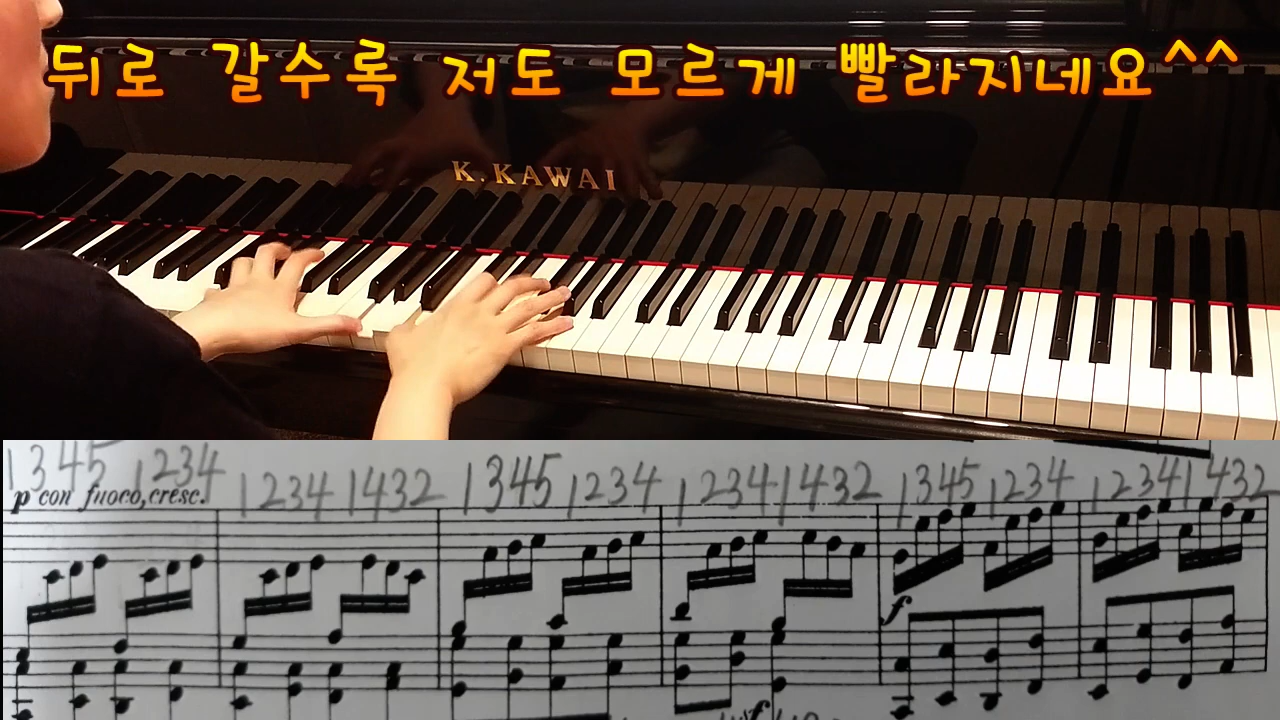 뒤로 갈수록 저도 모르게 빨라지네요^^
K.KAWAI
1345 1234 1234 1432 1345 1234 1234 1432 1345 1234 1234 1432
p con fuoco, cresc.
f
f